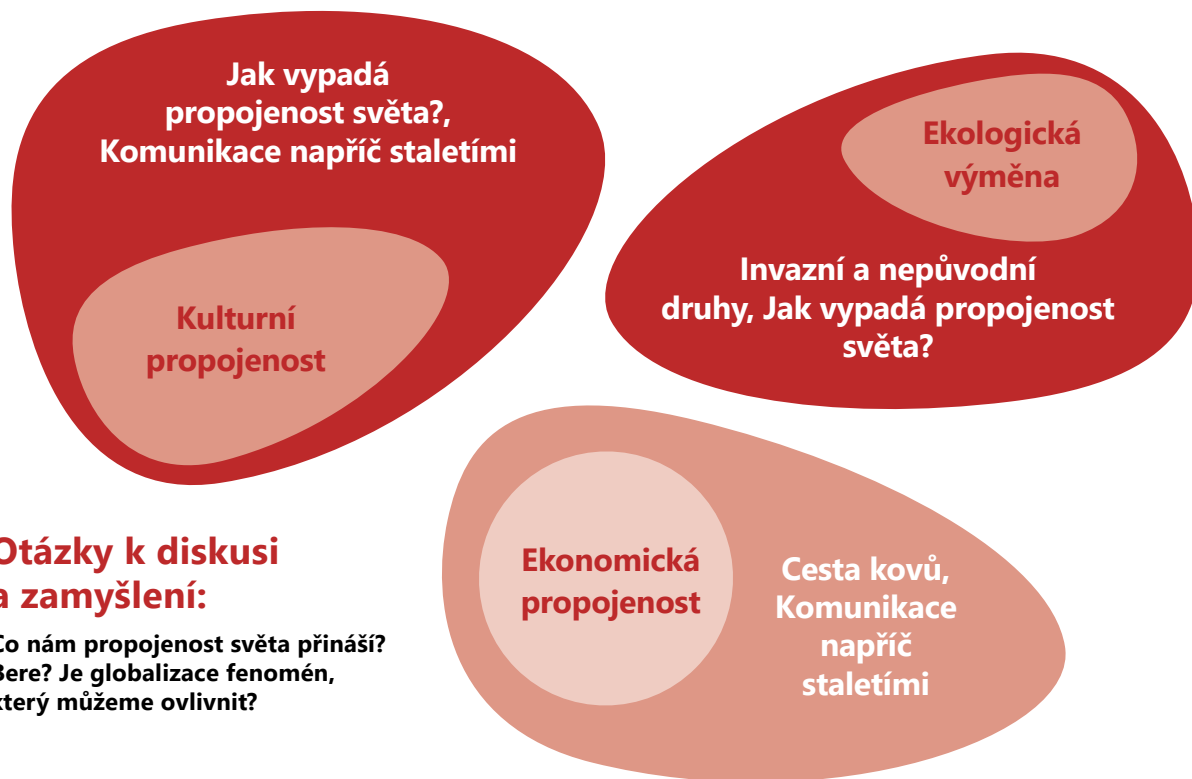 Jak vypadá
propojenost světa?,
Komunikace napříč staletími
Kulturní
propojenost
Ekologická
výměna
Invazní a nepůvodní
druhy, Jak vypadá propojenost
světa?
Ekonomická
propojenost
Cesta kovů,
Komunikace
napříč
staletími
Otázky k diskusi
a zamyšlení:
Co nám propojenost světa přináší?
Bere? Je globalizace fenomén,
který můžeme ovlivnit?